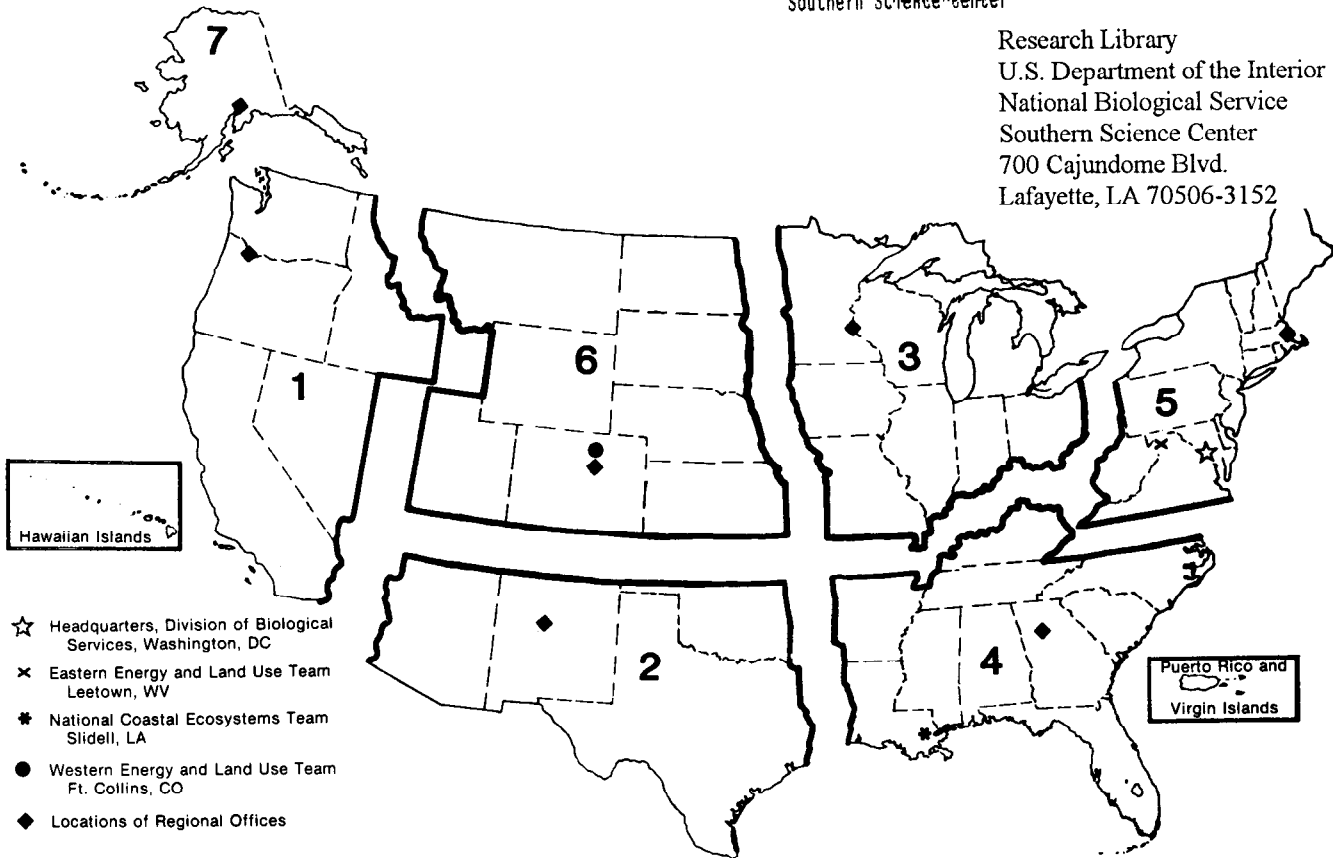 Southern Science Center
Research Library
U.S. Department of the Interior
National Biological Service
Southern Science Center
700 Cajundome Blvd.
Lafayette, LA 70506-3152
7
6
3
1
5
Hawaiian Islands
2
4
Puerto Rico and
Virgin Islands
Headquarters, Division of Biological
Services, Washington, DC
Eastern Energy and Land Use Team
Leetown, WV
National Coastal Ecosystems Team
Slidell, LA
Western Energy and Land Use Team
Ft. Collins, CO
Locations of Regional Offices